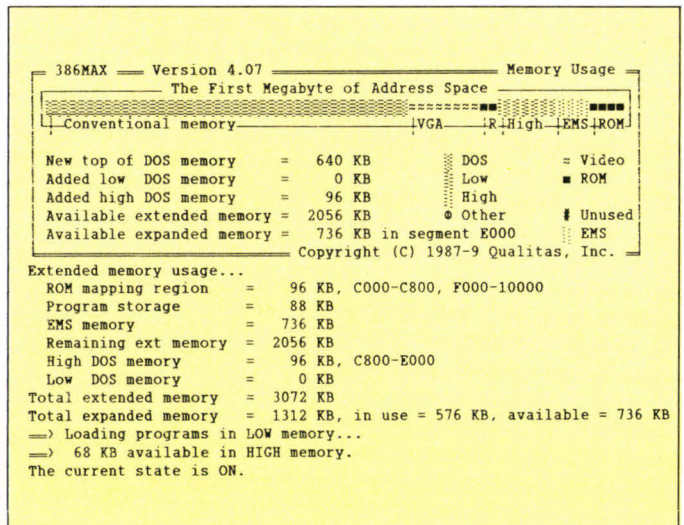 386MAX Version 4.07 Memory Usage
The First Megabyte of Address Space
Conventional memory VGA R High EMS ROM
New top of DOS memory = 640 KB DOS ≈ Video
Added low DOS memory = 0 KB Low ■ ROM
Added high DOS memory = 96 KB High
Available extended memory = 2056 KB Φ Other Unused
Available expanded memory = 736 KB in segment E000 EMS
Copyright (C) 1987-9 Qualitas, Inc.
Extended memory usage...
ROM mapping region = 96 KB, C000-C800, F000-10000
Program storage = 88 KB
EMS memory = 736 KB
Remaining ext memory = 2056 KB
High DOS memory = 96 KB, C800-E000
Low DOS memory = 0 KB
Total extended memory = 3072 KB
Total expanded memory = 1312 KB, in use = 576 KB, available = 736 KB
══> Loading programs in LOW memory...
══> 68 KB available in HIGH memory.
The current state is ON.